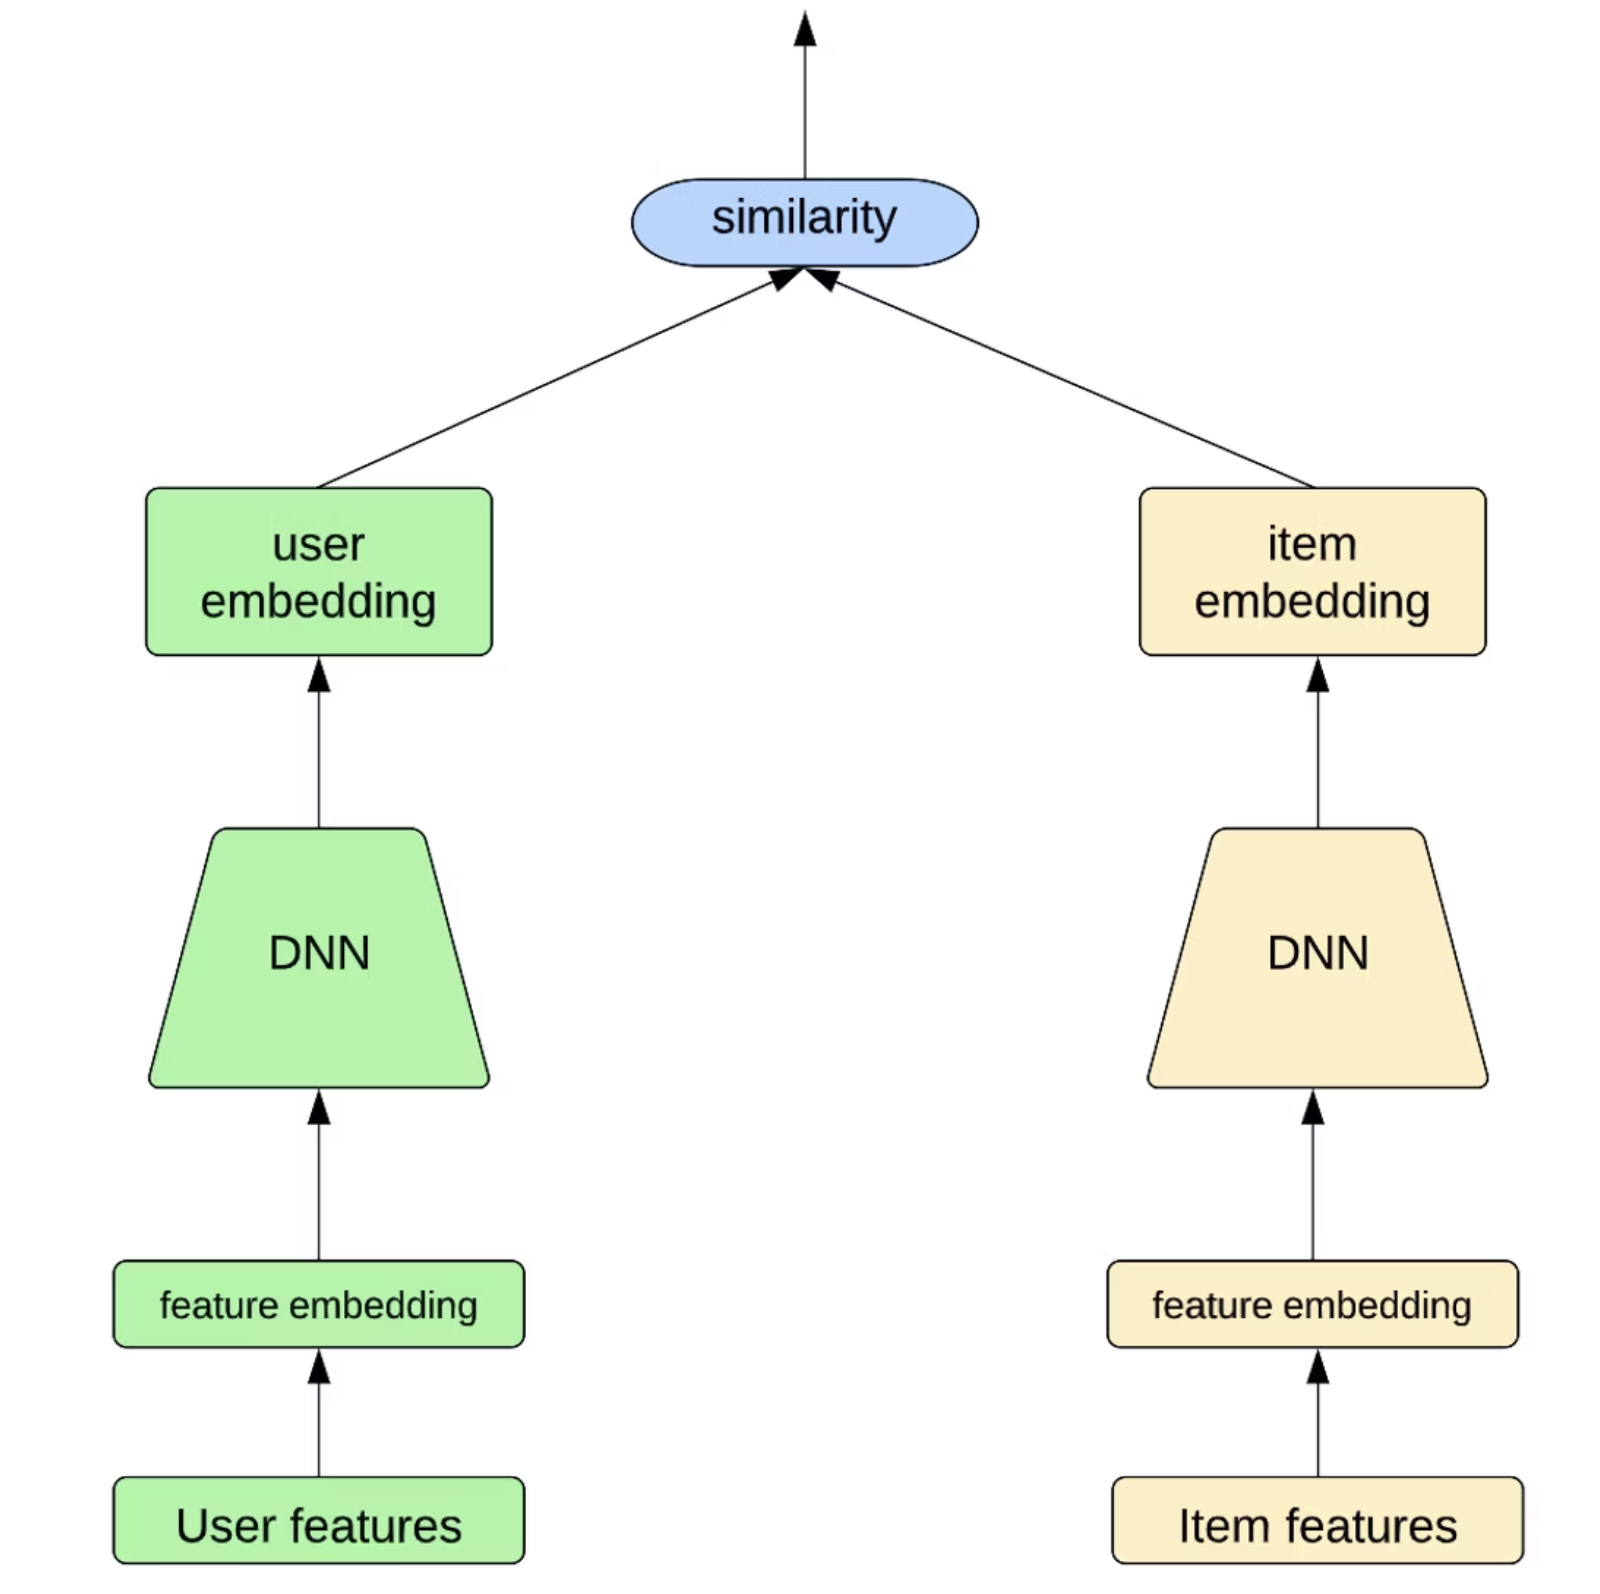 similarity
user
embedding
item
embedding
DNN
DNN
feature embedding
feature embedding
User features
Item features